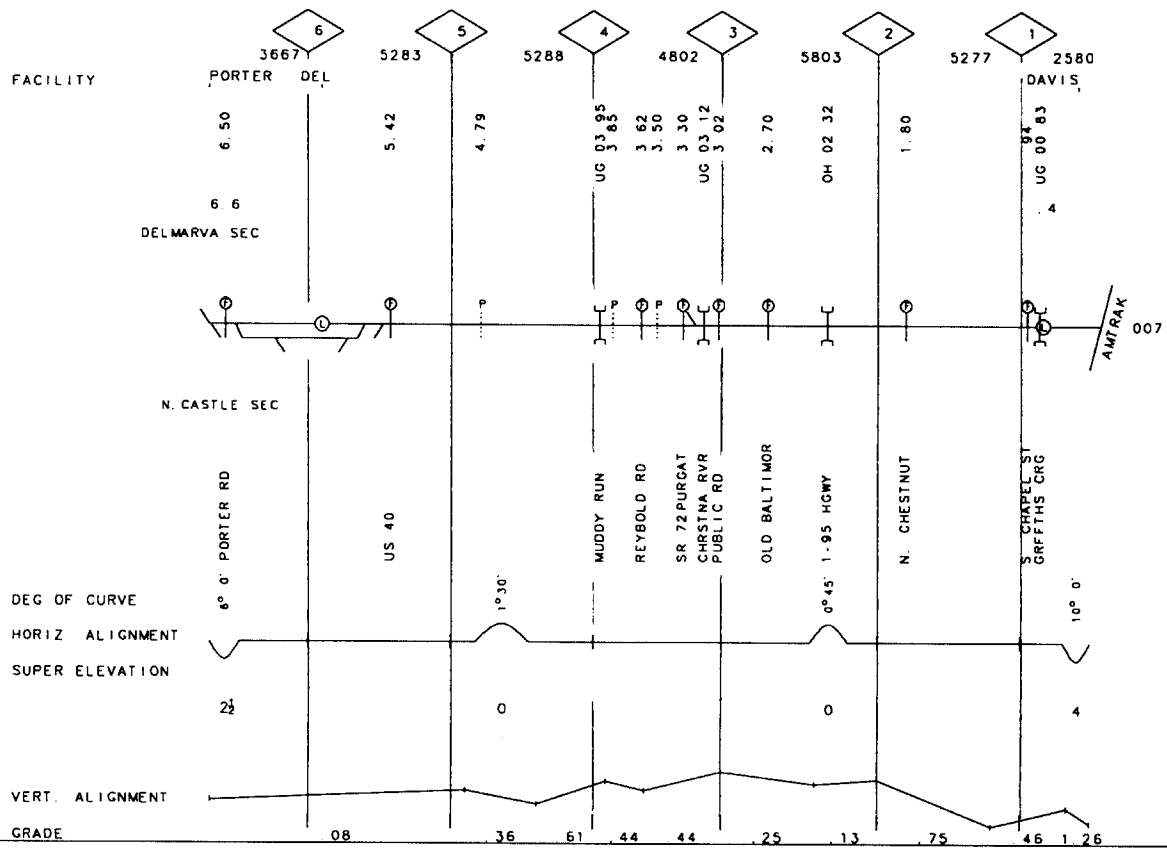 6 5 4 3 2 1
3667 5283 5288 4802 5803 5277 2580
FACILITY PORTER DEL DAVIS
6.50 5.42 4.79 UG 03 95 3 85 3 62 3.50 3 30 UG 03 12 3 02 2.70 OH 02 32 1.80 94 UG 00 83
6 6 .4
DELMARVA SEC
F F P P F P F F F F F
L L
AMTRAK 007
N. CASTLE SEC
PORTER RD US 40 MUDDY RUN REYBOLD RD SR 72 PURGAT CHRSTNA RVR PUBLIC RD OLD BALTIMOR 1-95 HGWY N. CHESTNUT S. CHAPEL ST GRFFTHS CRG
DEG OF CURVE 6° 0' 1° 30' 0° 45' 10° 0'
HORIZ ALIGNMENT
SUPER ELEVATION
2½ 0 0 4
VERT. ALIGNMENT
GRADE 08 .36 61 .44 44 .25 .13 .75 46 1.26